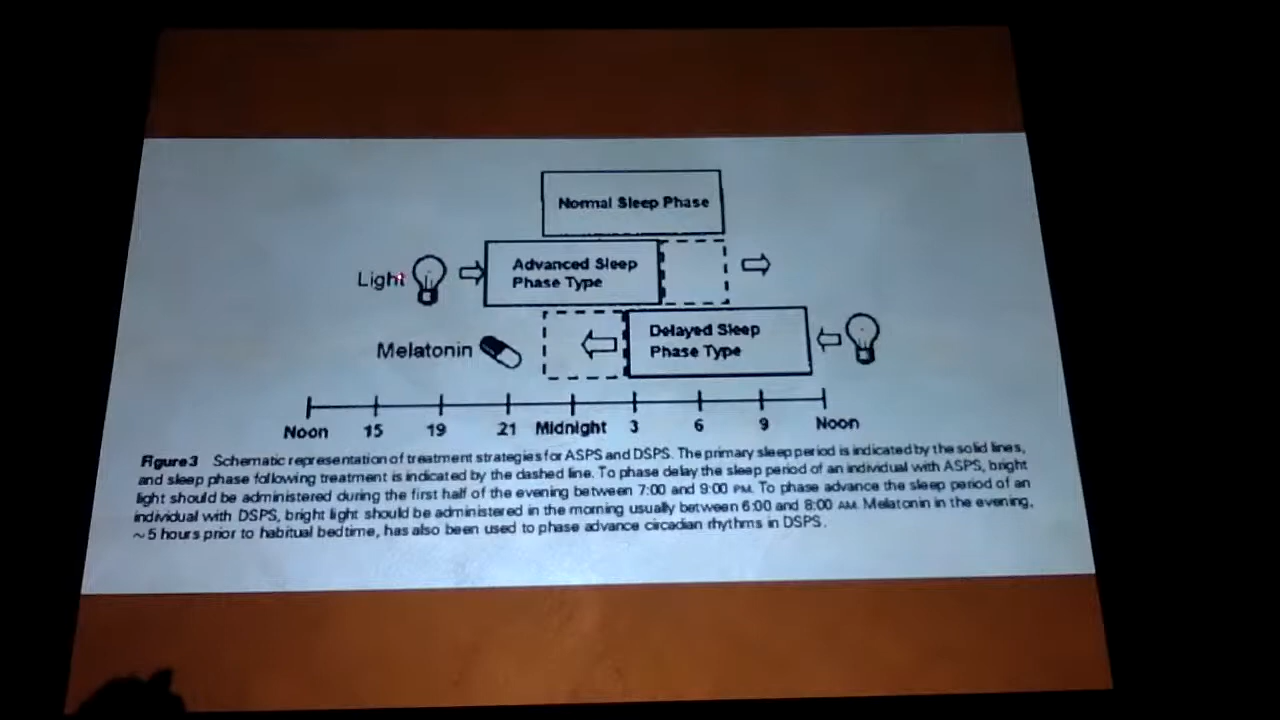 Normal Sleep Phase
Light
Advanced Sleep
Phase Type
Melatonin
Delayed Sleep
Phase Type
Noon 15 19 21 Midnight 3 6 9 Noon
Figure 3 Schematic representation of treatment strategies for ASPS and DSPS. The primary sleep period is indicated by the solid lines,
and sleep phase following treatment is indicated by the dashed line. To phase delay the sleep period of an individual with ASPS, bright
light should be administered during the first half of the evening between 7:00 and 9:00 PM. To phase advance the sleep period of an
individual with DSPS, bright light should be administered in the morning usually between 6:00 and 8:00 AM. Melatonin in the evening,
~5 hours prior to habitual bedtime, has also been used to phase advance circadian rhythms in DSPS.